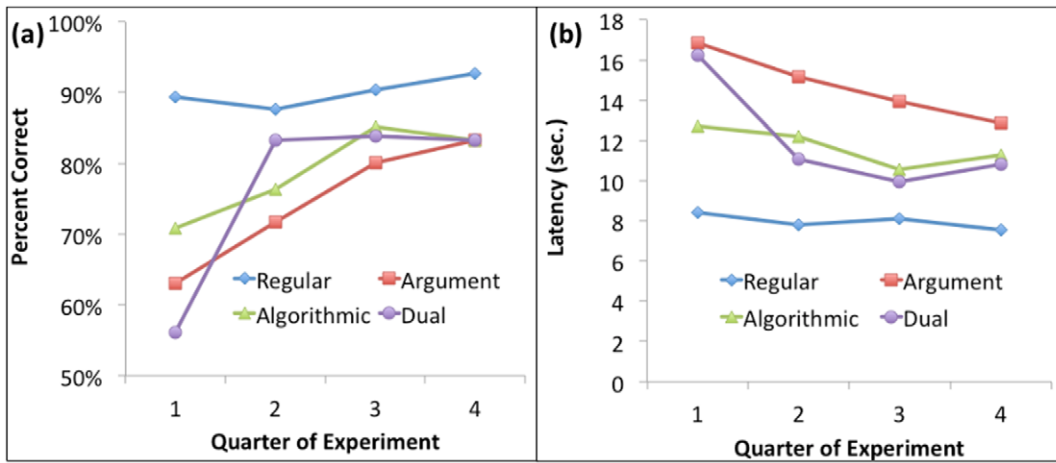 (a)
Percent Correct
100%
90%
80%
70%
60%
50%
Regular
Argument
Algorithmic
Dual
1 2 3 4
Quarter of Experiment
(b)
Latency (sec.)
18
16
14
12
10
8
6
4
2
0
Regular
Argument
Algorithmic
Dual
1 2 3 4
Quarter of Experiment